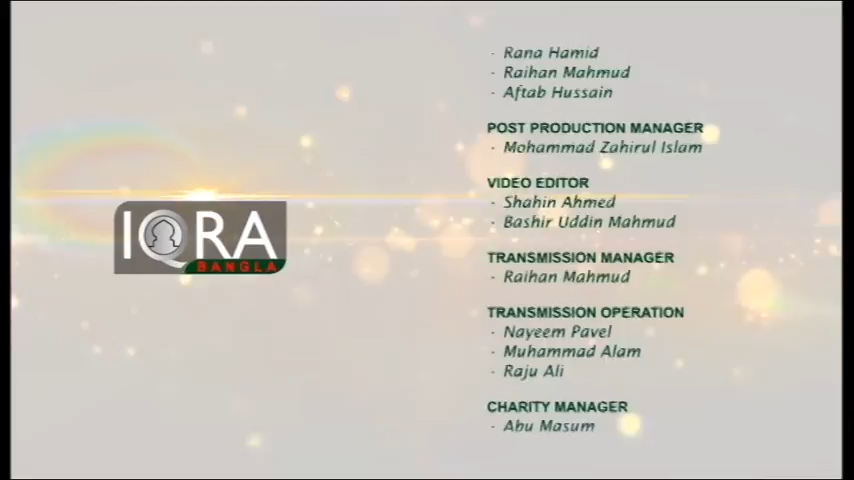 IQRA
BANGLA
- Rana Hamid
- Raihan Mahmud
- Aftab Hussain
POST PRODUCTION MANAGER
- Mohammad Zahirul Islam
VIDEO EDITOR
- Shahin Ahmed
- Bashir Uddin Mahmud
TRANSMISSION MANAGER
- Raihan Mahmud
TRANSMISSION OPERATION
- Nayeem Pavel
- Muhammad Alam
- Raju Ali
CHARITY MANAGER
- Abu Masum